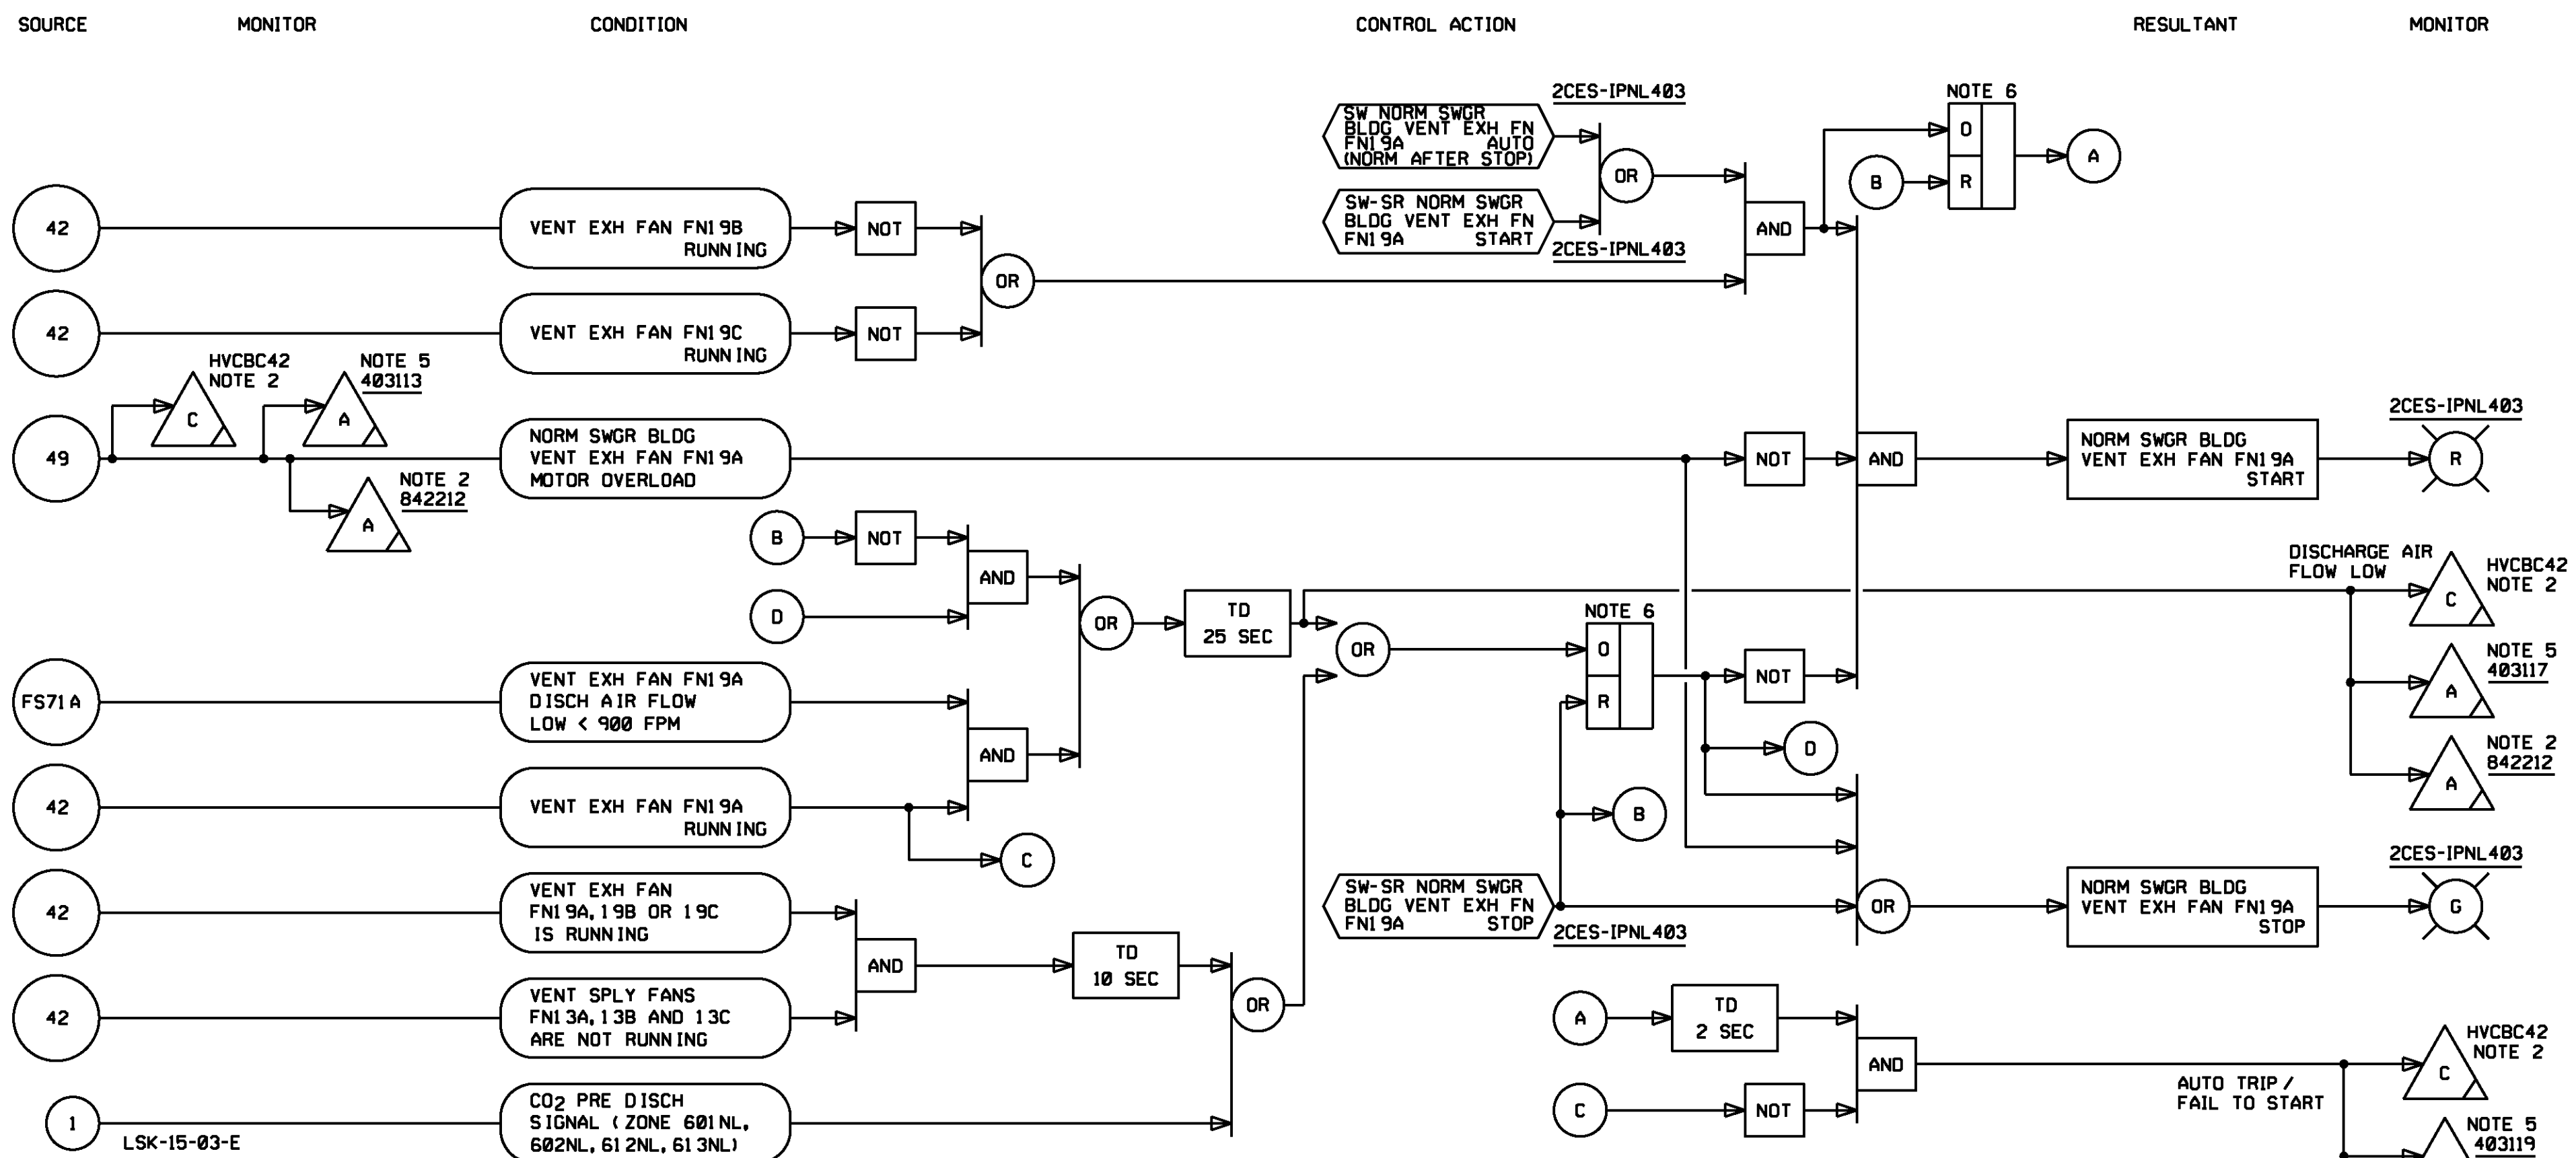 SOURCE
MONITOR
CONDITION
CONTROL ACTION
RESULTANT
MONITOR
SW NORM SWGR
BLDG VENT EXH FN
FN19A AUTO
(NORM AFTER STOP)
2CES-IPNL403
SW-SR NORM SWGR
BLDG VENT EXH FN
FN19A START
2CES-IPNL403
OR
AND
NOTE 6
O
R
B
A
42
VENT EXH FAN FN19B
RUNNING
NOT
OR
42
VENT EXH FAN FN19C
RUNNING
NOT
HVCBC42
NOTE 2
C
NOTE 5
403113
A
49
NORM SWGR BLDG
VENT EXH FAN FN19A
MOTOR OVERLOAD
NOTE 2
842212
A
NOT
AND
NORM SWGR BLDG
VENT EXH FAN FN19A
START
2CES-IPNL403
R
B
NOT
AND
D
OR
TD
25 SEC
OR
NOTE 6
O
R
NOT
D
B
DISCHARGE AIR
FLOW LOW
C
HVCBC42
NOTE 2
A
NOTE 5
403117
A
NOTE 2
842212
FS71A
VENT EXH FAN FN19A
DISCH AIR FLOW
LOW < 900 FPM
AND
42
VENT EXH FAN FN19A
RUNNING
C
42
VENT EXH FAN
FN19A,19B OR 19C
IS RUNNING
AND
TD
10 SEC
OR
42
VENT SPLY FANS
FN13A,13B AND 13C
ARE NOT RUNNING
SW-SR NORM SWGR
BLDG VENT EXH FN
FN19A STOP
2CES-IPNL403
OR
NORM SWGR BLDG
VENT EXH FAN FN19A
STOP
2CES-IPNL403
G
1
LSK-15-03-E
CO2 PRE DISCH
SIGNAL (ZONE 601NL,
602NL,612NL,613NL)
A
TD
2 SEC
AND
C
NOT
AUTO TRIP/
FAIL TO START
C
HVCBC42
NOTE 2
NOTE 5
403119